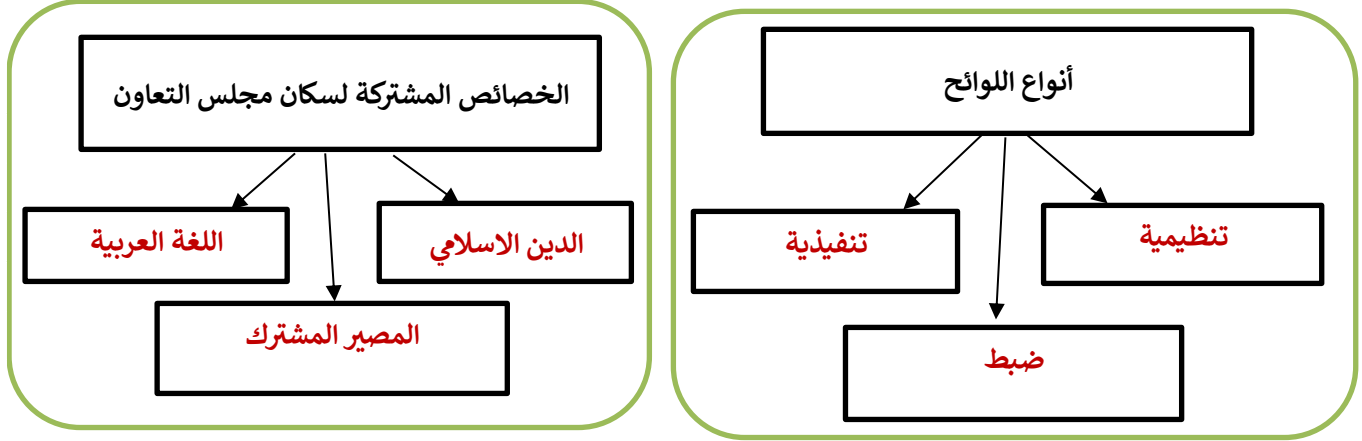 أنواع اللوائح
تنظيمية
تنفيذية
ضبط
الخصائص المشتركة لسكان مجلس التعاون
الدين الاسلامي
اللغة العربية
المصير المشترك